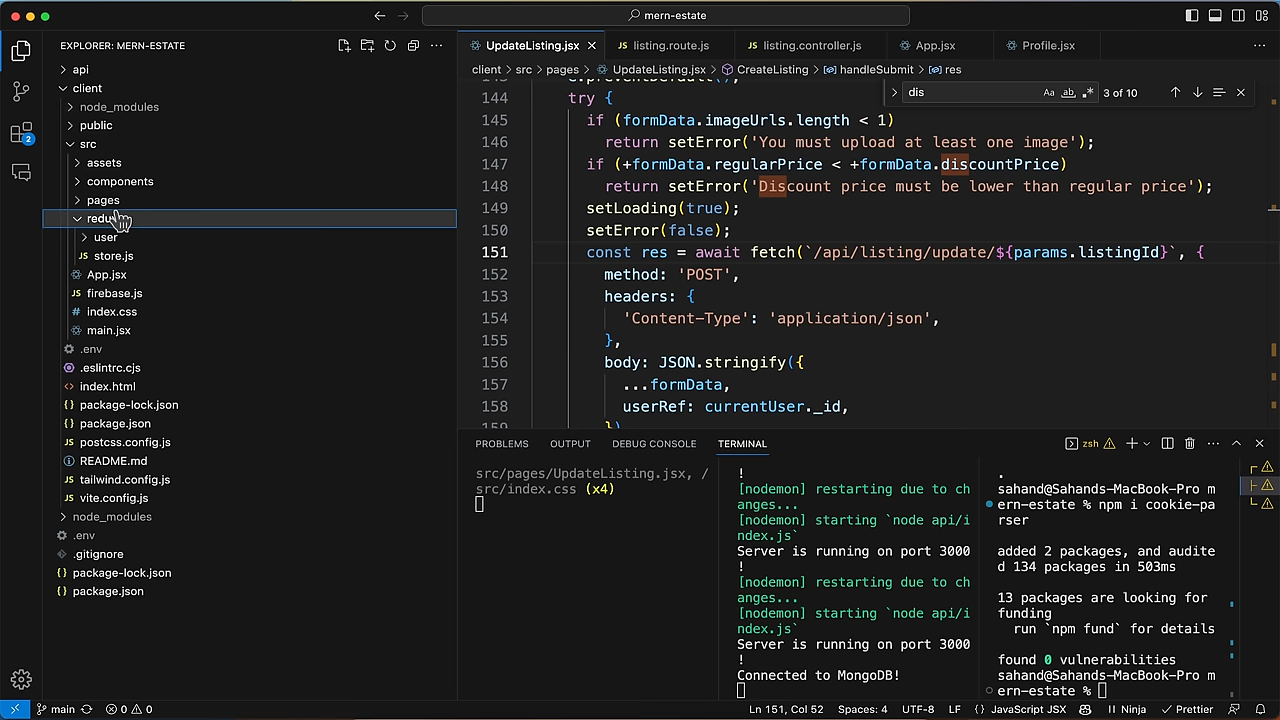 mern-estate
EXPLORER: MERN-ESTATE
api
client
node_modules
public
src
assets
components
pages
redu
user
store.js
App.jsx
firebase.js
index.css
main.jsx
.env
.eslintrc.cjs
index.html
package-lock.json
package.json
postcss.config.js
README.md
tailwind.config.js
vite.config.js
node_modules
.env
.gitignore
package-lock.json
package.json
2
UpdateListing.jsx
JS listing.route.js
JS listing.controller.js
App.jsx
Profile.jsx
client > src > pages > UpdateListing.jsx > CreateListing > handleSubmit > res
dis
Aa ab .*
3 of 10
144 try {
145 if (formData.imageUrls.length < 1)
146 return setError('You must upload at least one image');
147 if (+formData.regularPrice < +formData.discountPrice)
148 return setError('Discount price must be lower than regular price');
149 setLoading(true);
150 setError(false);
151 const res = await fetch(`/api/listing/update/${params.listingId}`, {
152 method: 'POST',
153 headers: {
154 'Content-Type': 'application/json',
155 },
156 body: JSON.stringify({
157 ...formData,
158 userRef: currentUser._id,
159 })
PROBLEMS OUTPUT DEBUG CONSOLE TERMINAL
zsh
src/pages/UpdateListing.jsx, /
src/index.css (x4)
!
[nodemon] restarting due to ch
anges...
[nodemon] starting `node api/i
ndex.js`
Server is running on port 3000
!
[nodemon] restarting due to ch
anges...
[nodemon] starting `node api/i
ndex.js`
Server is running on port 3000
!
Connected to MongoDB!
.
sahand@Sahands-MacBook-Pro m
ern-estate % npm i cookie-pa
rser
added 2 packages, and audite
d 134 packages in 503ms
13 packages are looking for
funding
run `npm fund` for details
found 0 vulnerabilities
sahand@Sahands-MacBook-Pro m
ern-estate %
main
0 0
Ln 151, Col 52
Spaces: 4
UTF-8
LF
{} JavaScript JSX
Ninja
Prettier